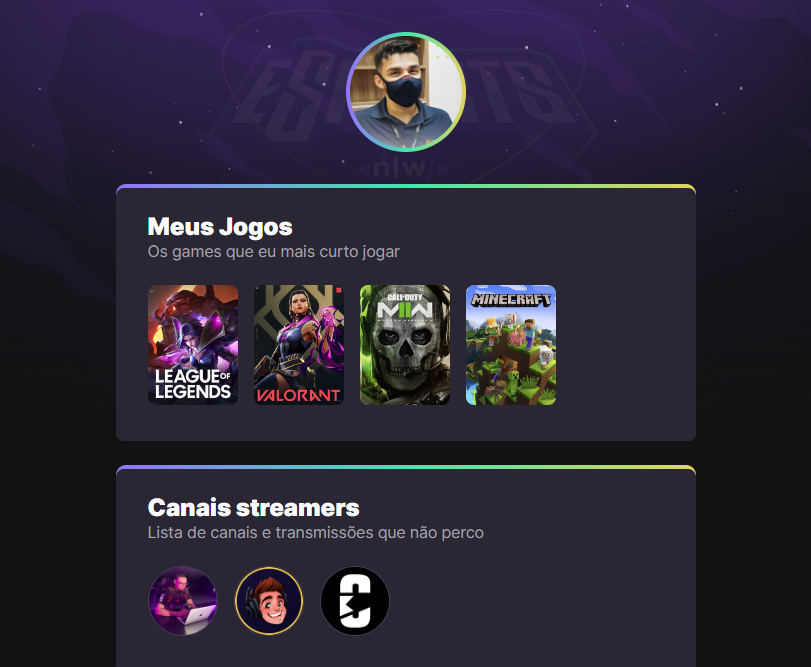 ESPORTS
<nlw/>
Meus Jogos
Os games que eu mais curto jogar
LEAGUE OF
LEGENDS
VALORANT
CALL OF DUTY
MWII
MINECRAFT
Canais streamers
Lista de canais e transmissões que não perco